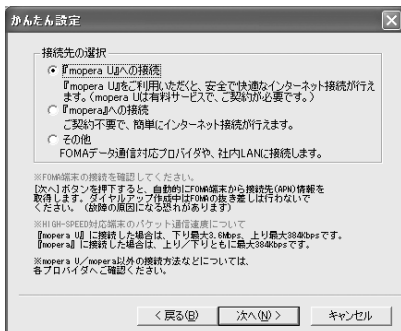 かんたん設定
接続先の選択
『mopera U』への接続
『mopera U』をご利用いただくと、安全で快適なインターネット接続が行え
ます。(mopera Uは有料サービスで、ご契約が必要です。)
『mopera』への接続
ご契約不要で、簡単にインターネット接続が行えます。
その他
FOMAデータ通信対応プロバイダや、社内LANに接続します。
※FOMA端末の接続を確認してください。
[次へ]ボタンを押下すると、自動的にFOMA端末から接続先(APN)情報を
取得します。ダイヤルアップ作成中はFOMAの抜き差しは行わないで
ください。(故障の原因になる恐れがあります)
※HIGH-SPEED対応端末のパケット通信速度について
『mopera U』に接続した場合は、下り最大3.6Mbps、上り最大384Kbpsです。
『mopera』に接続した場合は、上り/下りともに最大384Kbpsです。
※mopera U/mopera以外の接続方法などについては、
各プロバイダへご確認ください。
< 戻る(B)
次へ(N) >
キャンセル